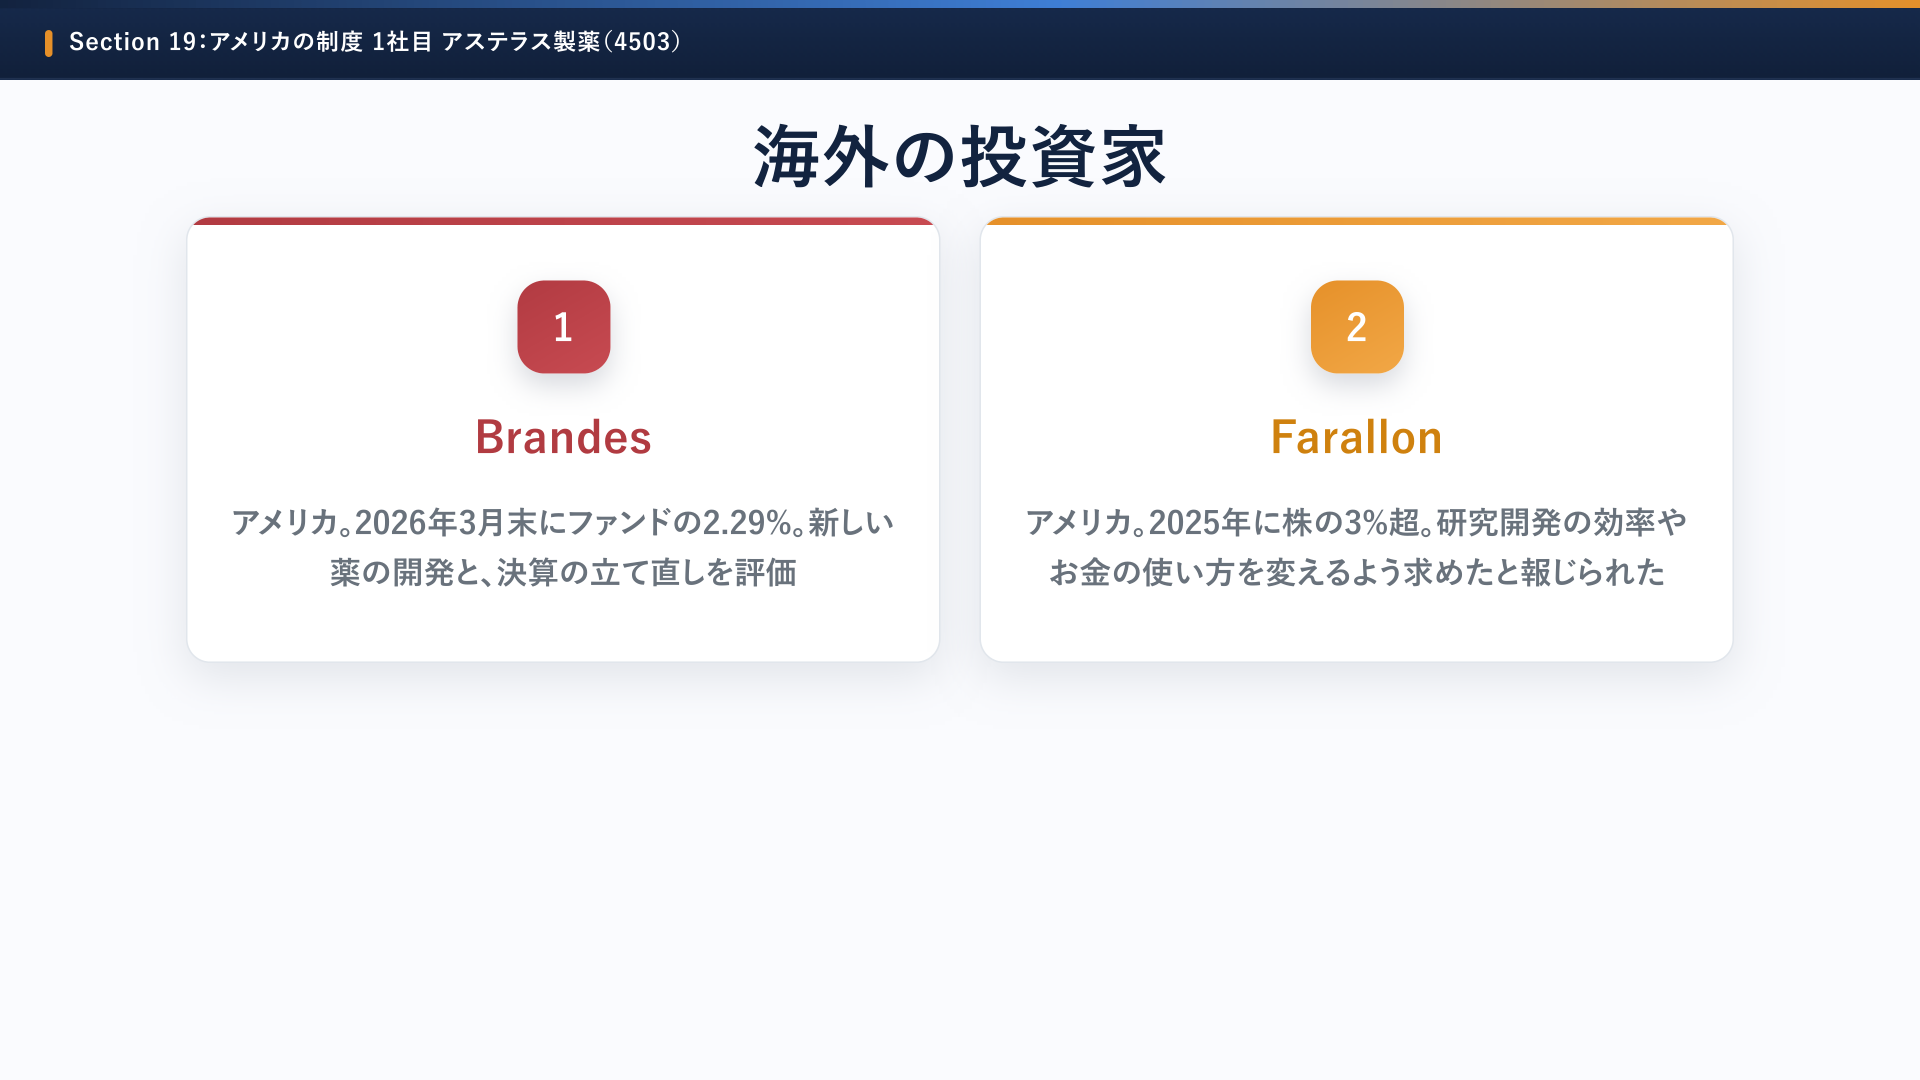 Section 19：アメリカの制度 1社目 アステラス製薬（4503）
海外の投資家
1
Brandes
アメリカ。2026年3月末にファンドの2.29%。新しい
薬の開発と、決算の立て直しを評価
2
Farallon
アメリカ。2025年に株の3%超。研究開発の効率や
お金の使い方を変えるよう求めたと報じられた